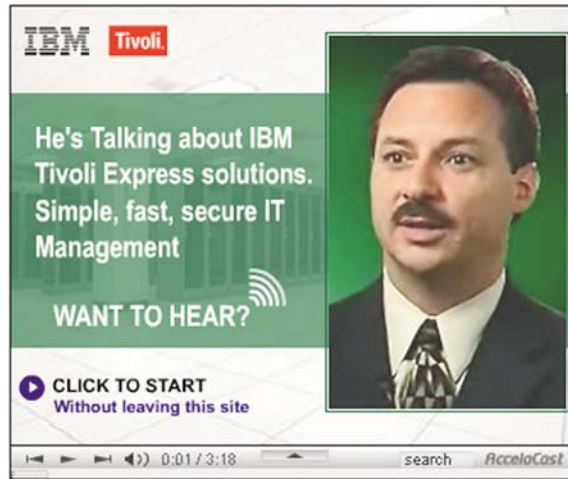 IBM Tivoli.
He's Talking about IBM
Tivoli Express solutions.
Simple, fast, secure IT
Management
WANT TO HEAR?
CLICK TO START
Without leaving this site
0:01 / 3:18 search AccelaCast